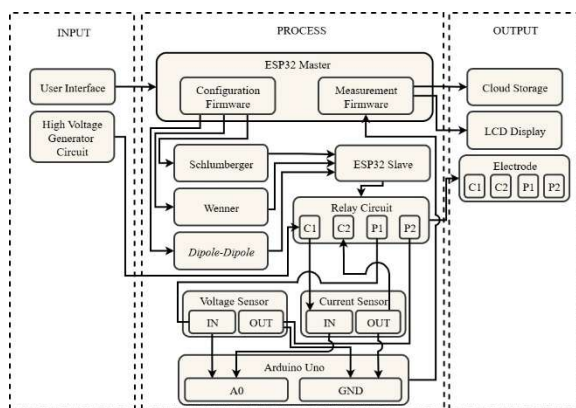 INPUT
PROCESS
OUTPUT
ESP32 Master
User Interface
Configuration
Firmware
Measurement
Firmware
Cloud Storage
High Voltage
Generator
Circuit
LCD Display
Schlumberger
ESP32 Slave
Electrode
C1 C2 P1 P2
Wenner
Relay Circuit
C1 C2 P1 P2
Dipole-Dipole
Voltage Sensor
Current Sensor
IN OUT
IN OUT
Arduino Uno
A0
GND